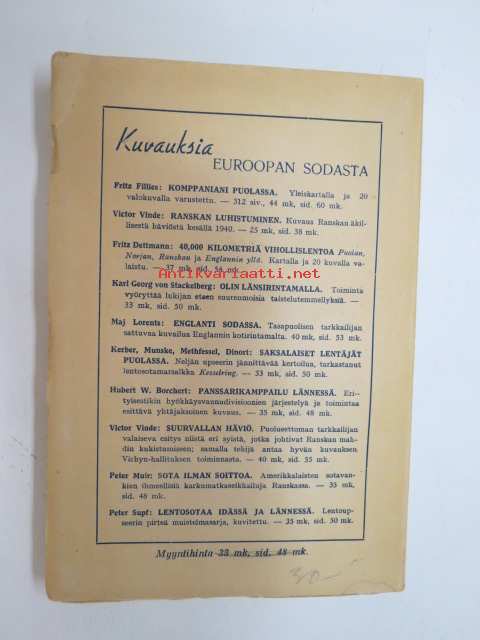 Kuvauksia
EUROOPAN SODASTA
Fritz Fillies: KOMPPANIANI PUOLASSA. Yleiskartalla ja 20
valokuvalla varustettu. — 312 siv., 44 mk, sid. 60 mk.
Victor Vinde: RANSKAN LUHISTUMINEN. Kuvaus Ranskan äkil-
lisestä häviöstä kesällä 1940. — 25 mk, sid. 38 mk.
Fritz Dettmann: 40,000 KILOMETRIÄ VIHOLLISLENTOA Puolan,
Norjan, Ranskan ja Englannin yllä. Kartalla ja 20 kuvalla va-
laistu. — 37 mk, sid. 54 mk.
Antikvariaatti.net
Karl Georg von Stackelberg: OLIN LÄNSIRINTAMALLA. Toiminta
vyöryttää lukijan eteen suurenmoisia taistelutemmellyksiä. —
33 mk, sid. 50 mk.
Maj Lorents: ENGLANTI SODASSA. Tasapuolisen tarkkailijan
sattuvaa kuvailua Englannin kotirintamalta. 40 mk, sid. 53 mk.
Kerber, Munske, Methfessel, Dinort: SAKSALAISET LENTÄJÄT
PUOLASSA. Neljän upseerin jännittävää kertoilua, tarkastanut
lentosotamarsalkka Kesselring. — 33 mk, sid. 50 mk.
Hubert W. Borchert: PANSSARIKAMPPAILU LÄNNESSÄ. Eri-
tyisestikin hyökkäysvaunudivisioonien järjestelyä ja toimintaa
esittävä yhtäjaksoinen kuvaus. — 35 mk, sid. 48 mk.
Victor Vinde: SUURVALLAN HÄVIÖ. Puolueettoman tarkkailijan
valaiseva esitys niistä eri syistä, jotka johtivat Ranskan mah-
din kukistumiseen; samalla tekijä antaa hyvän kuvauksen
Vichyn-hallituksen toiminnasta. — 40 mk, sid. 55 mk.
Peter Muir: SOTA ILMAN SOITTOA. Amerikkalaisten sotavan-
kien ihmeellisiä karkumatkaseikkailuja Ranskassa. — 35 mk,
sid. 48 mk.
Peter Supf: LENTOSOTAA IDÄSSÄ JA LÄNNESSÄ. Lentoup-
seerin pirteä muistelmasarja, kuvitettu. — 35 mk, sid. 50 mk.
Myyntihinta 33 mk, sid. 48 mk.
30-